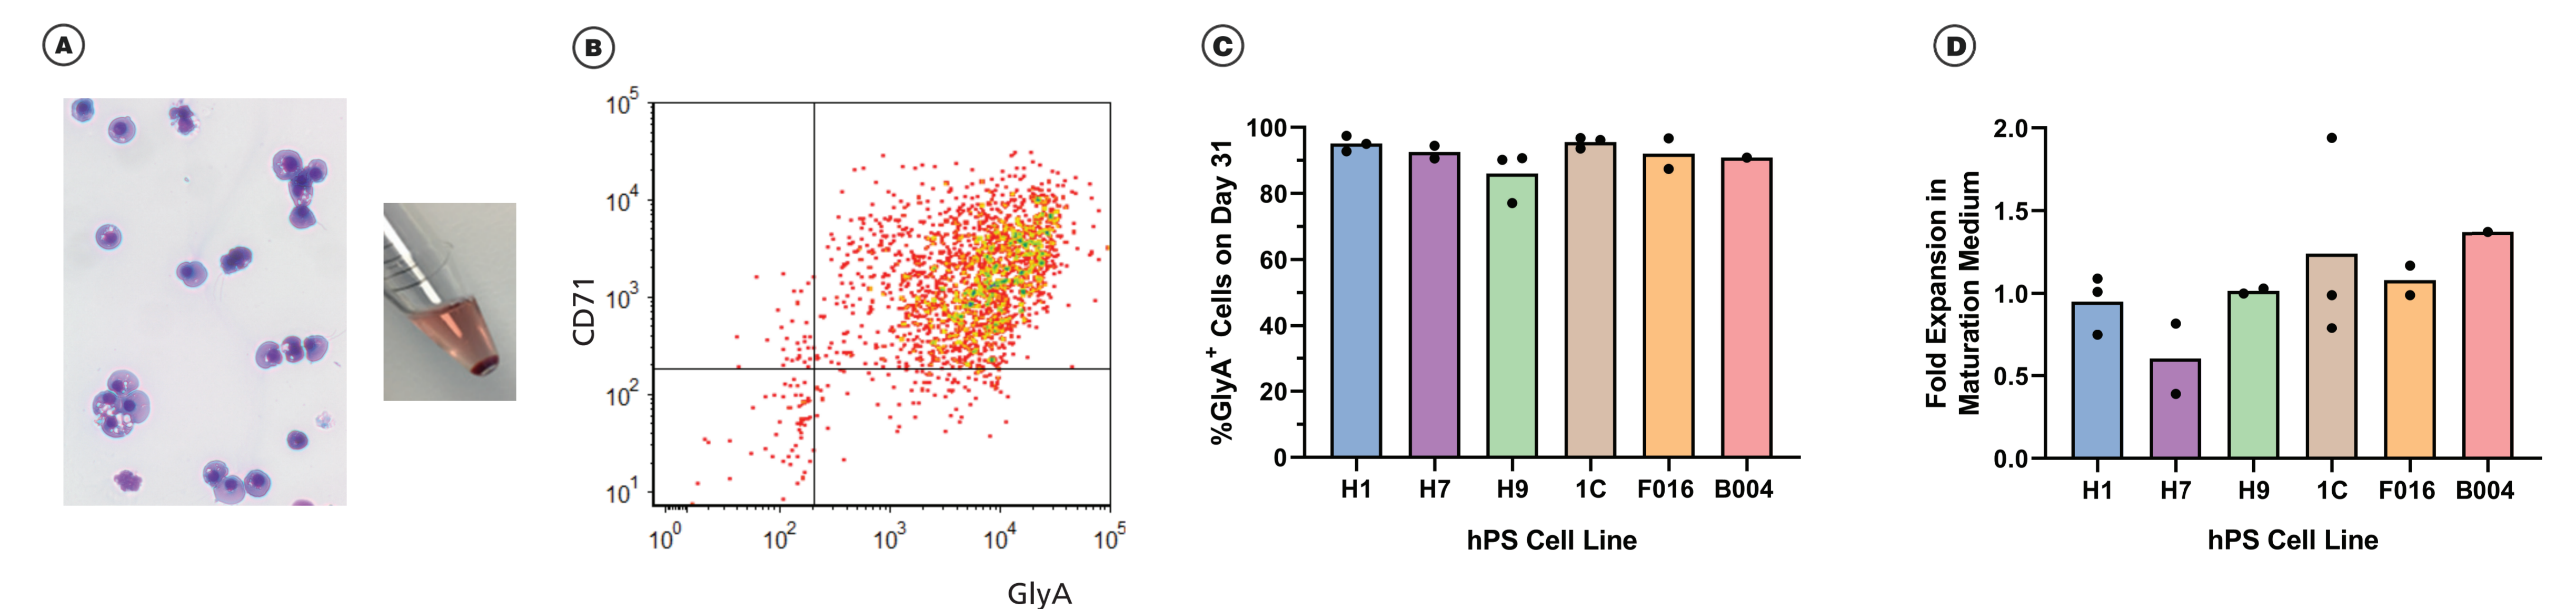 A
B
CD71
10^5
10^4
10^3
10^2
10^1
10^0
10^2
10^3
10^4
10^5
GlyA
C
%GlyA+ Cells on Day 31
100
80
60
40
20
0
H1
H7
H9
1C
F016
B004
hPS Cell Line
D
Fold Expansion in
Maturation Medium
2.0
1.5
1.0
0.5
0.0
H1
H7
H9
1C
F016
B004
hPS Cell Line